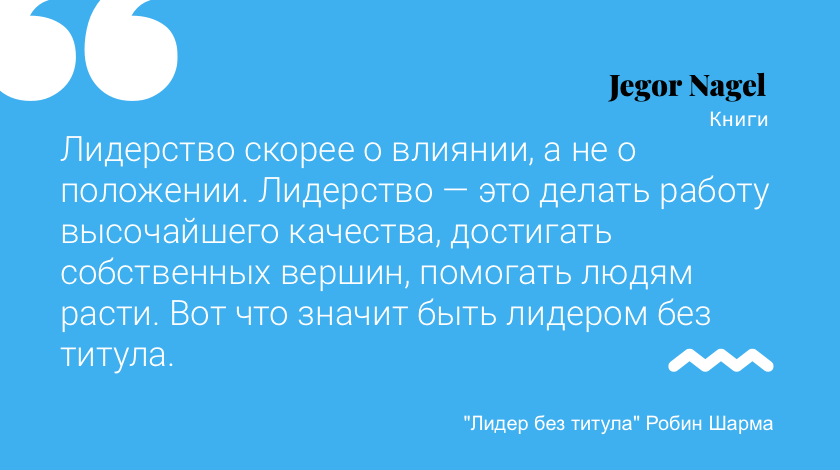 Jegor Nagel
Книги
Лидерство скорее о влиянии, а не о
положении. Лидерство — это делать работу
высочайшего качества, достигать
собственных вершин, помогать людям
расти. Вот что значит быть лидером без
титула.
"Лидер без титула" Робин Шарма